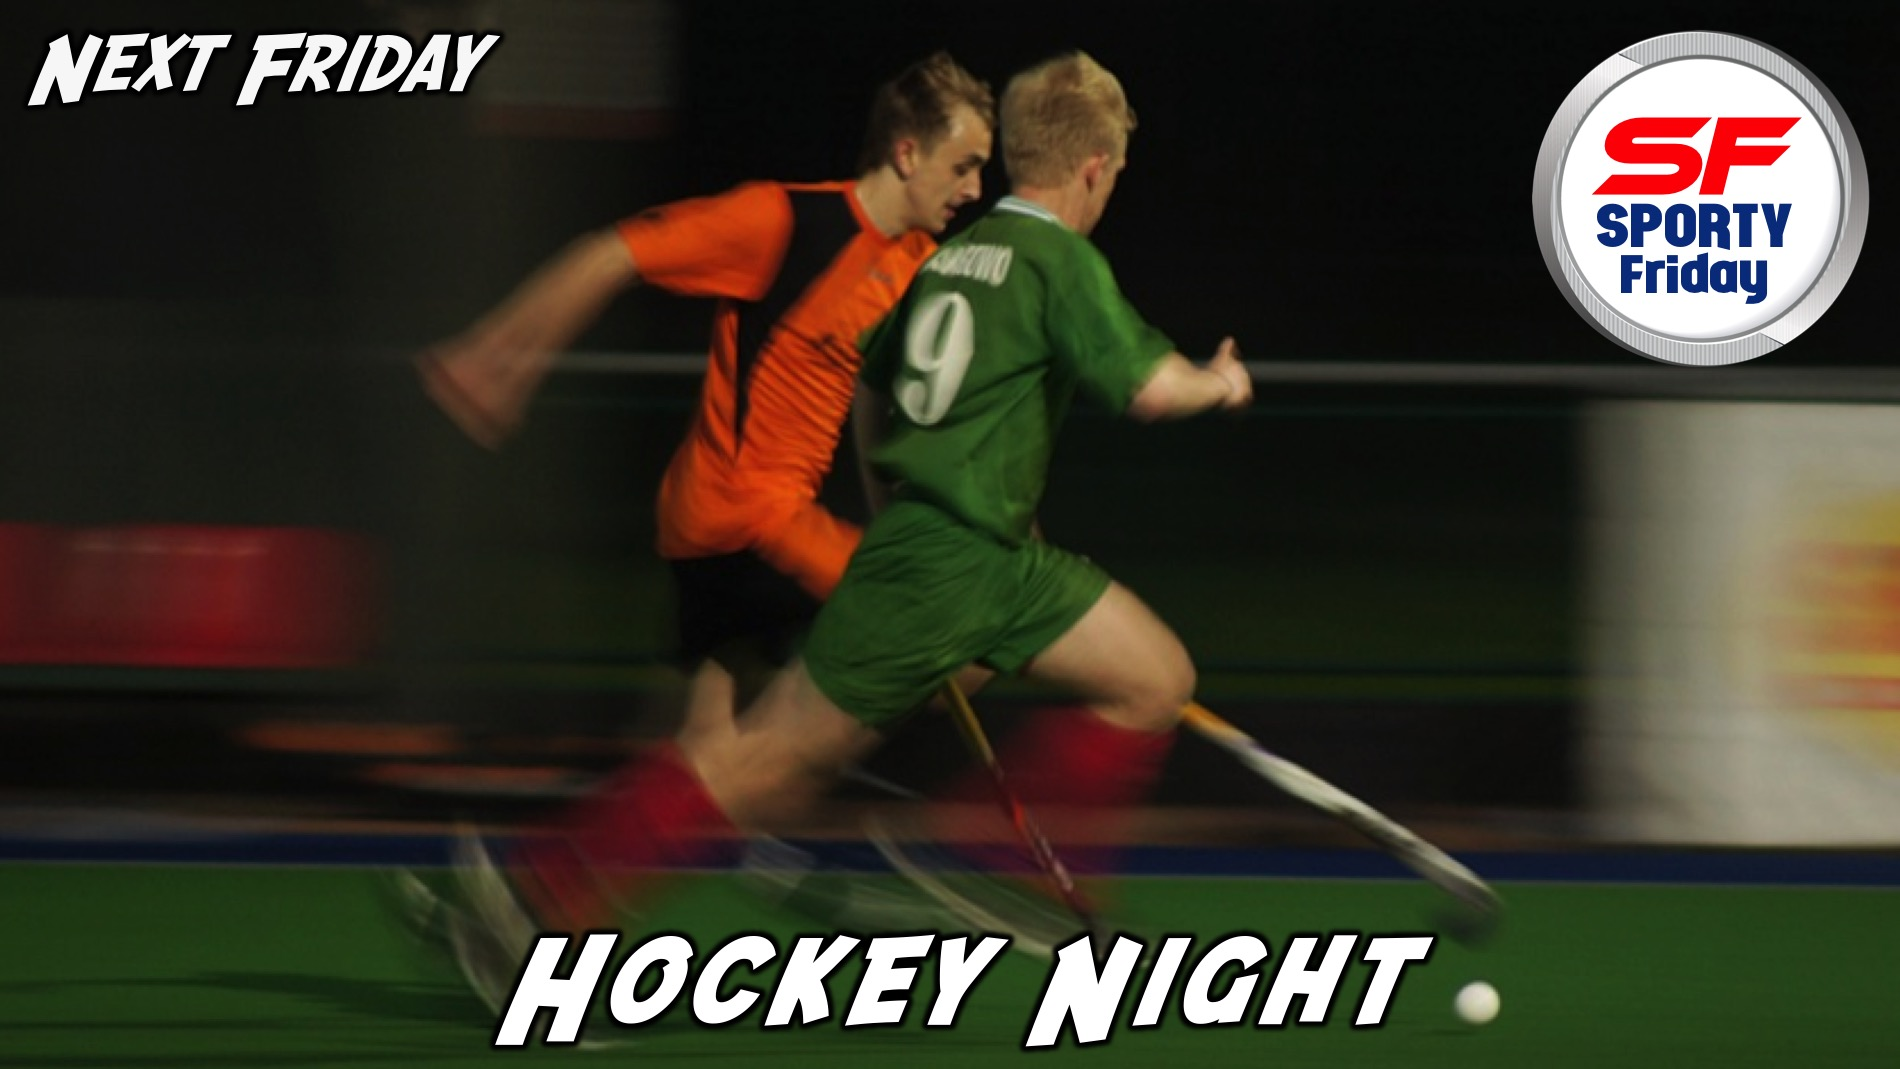 Next Friday
SF
SPORTY
Friday
9
Hockey Night